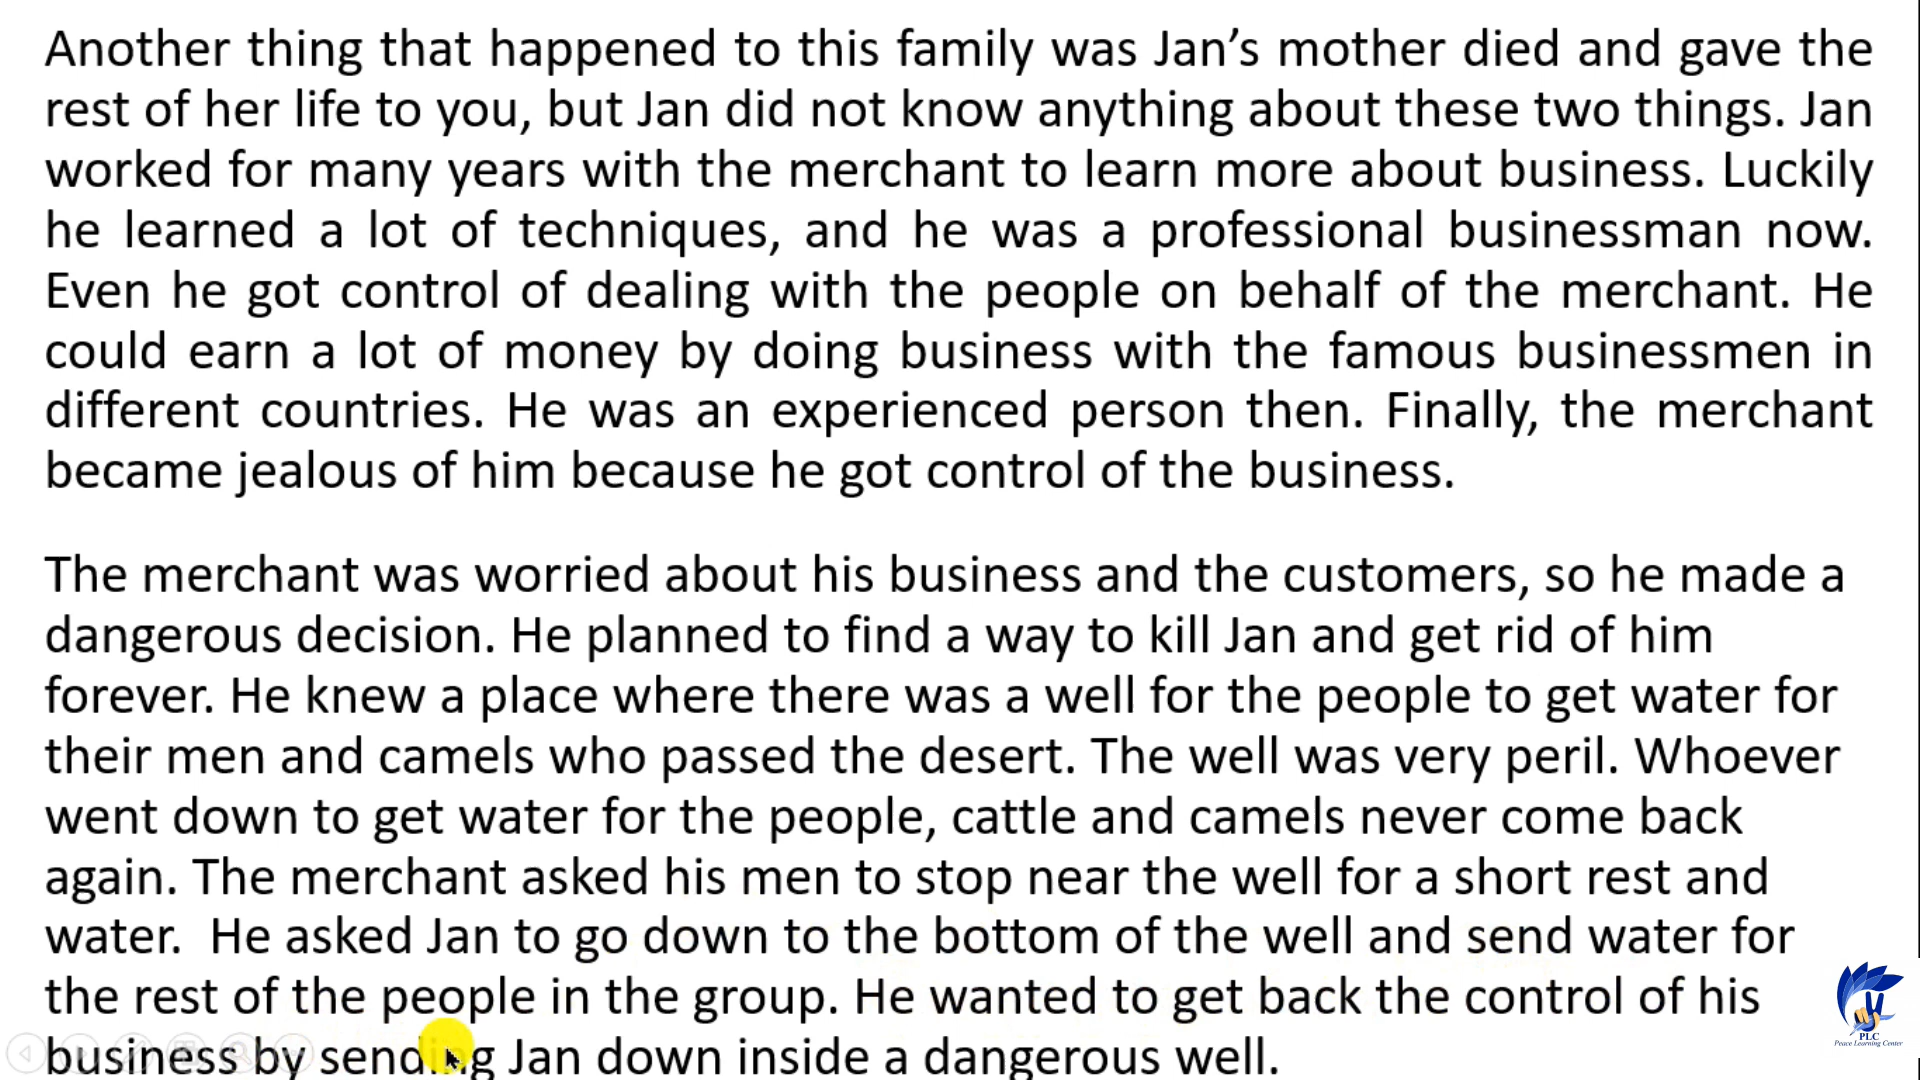 Another thing that happened to this family was Jan’s mother died and gave the
rest of her life to you, but Jan did not know anything about these two things. Jan
worked for many years with the merchant to learn more about business. Luckily
he learned a lot of techniques, and he was a professional businessman now.
Even he got control of dealing with the people on behalf of the merchant. He
could earn a lot of money by doing business with the famous businessmen in
different countries. He was an experienced person then. Finally, the merchant
became jealous of him because he got control of the business.
The merchant was worried about his business and the customers, so he made a
dangerous decision. He planned to find a way to kill Jan and get rid of him
forever. He knew a place where there was a well for the people to get water for
their men and camels who passed the desert. The well was very peril. Whoever
went down to get water for the people, cattle and camels never come back
again. The merchant asked his men to stop near the well for a short rest and
water.  He asked Jan to go down to the bottom of the well and send water for
the rest of the people in the group. He wanted to get back the control of his
business by sending Jan down inside a dangerous well.
PLC
Peace Learning Center